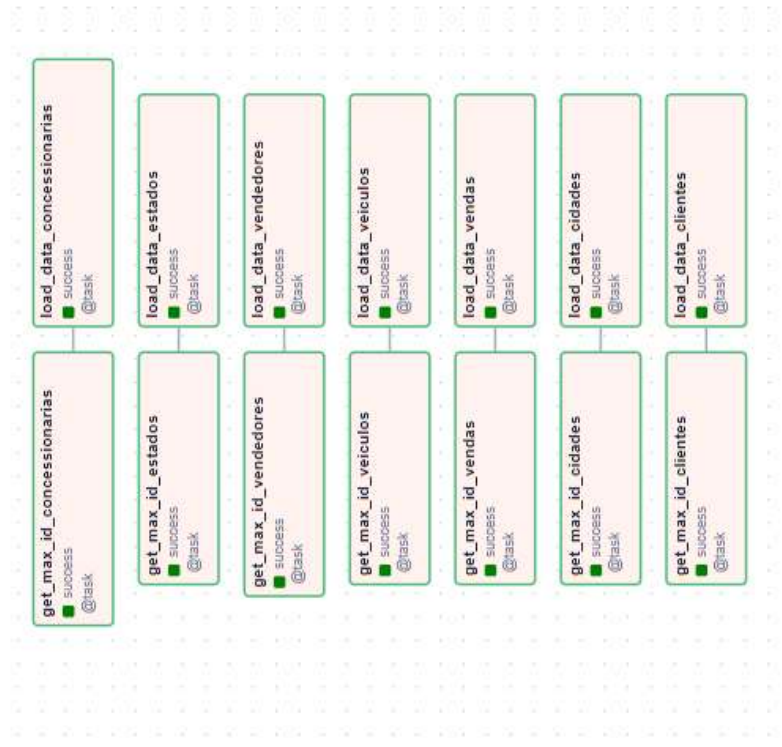 get_max_id_concessionarias
success
@task
load_data_concessionarias
success
@task
get_max_id_estados
success
@task
load_data_estados
success
@task
get_max_id_vendedores
success
@task
load_data_vendedores
success
@task
get_max_id_veiculos
success
@task
load_data_veiculos
success
@task
get_max_id_vendas
success
@task
load_data_vendas
success
@task
get_max_id_cidades
success
@task
load_data_cidades
success
@task
get_max_id_clientes
success
@task
load_data_clientes
success
@task